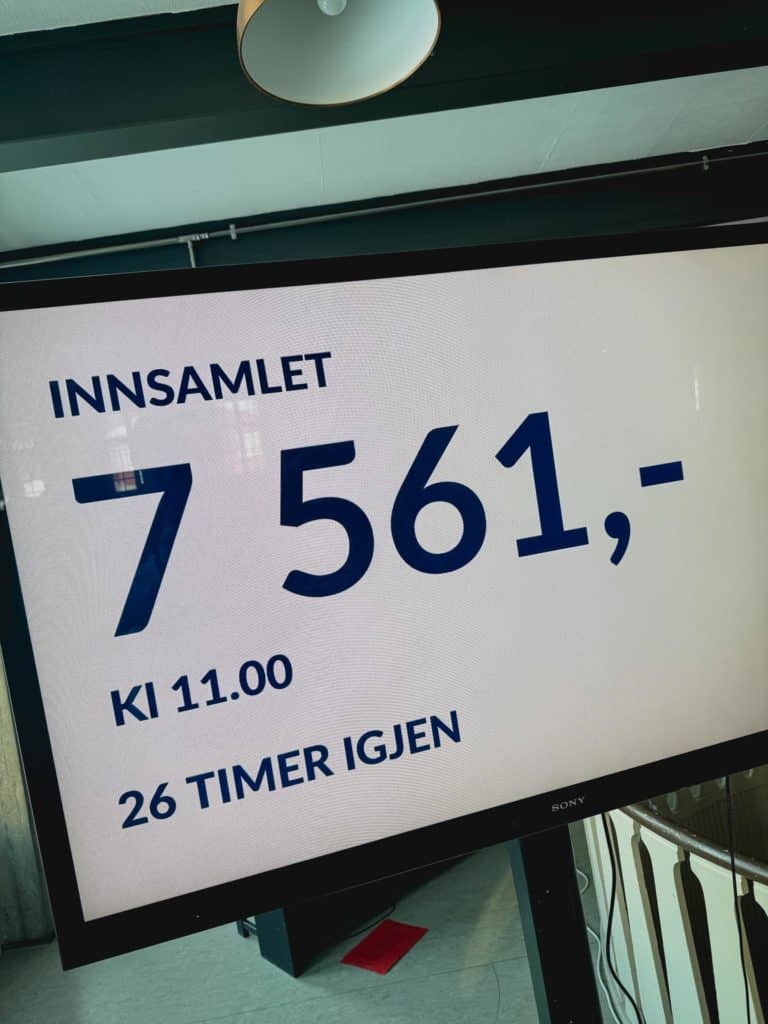 INNSAMLET
7 561,-
Kl 11.00
26 TIMER IGJEN
SONY